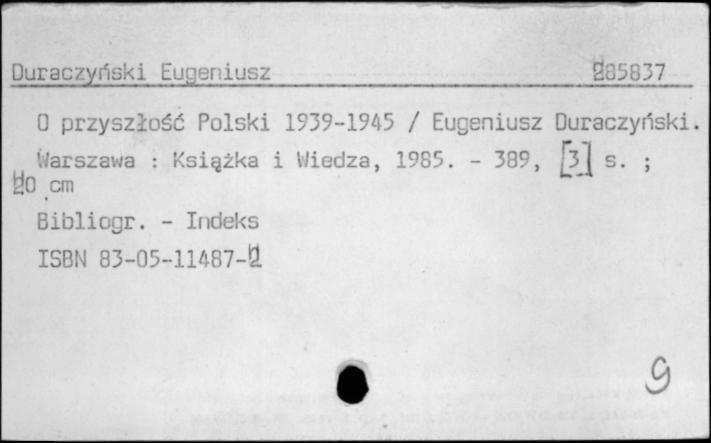 Duraczyński Eugeniusz 285837
O przyszłość Polski 1939-1945 / Eugeniusz Duraczyński.
Warszawa : Książka i Wiedza, 1985. - 389, [3] s. ;
20 cm
Bibliogr. - Indeks
ISBN 83-05-11487-2
9